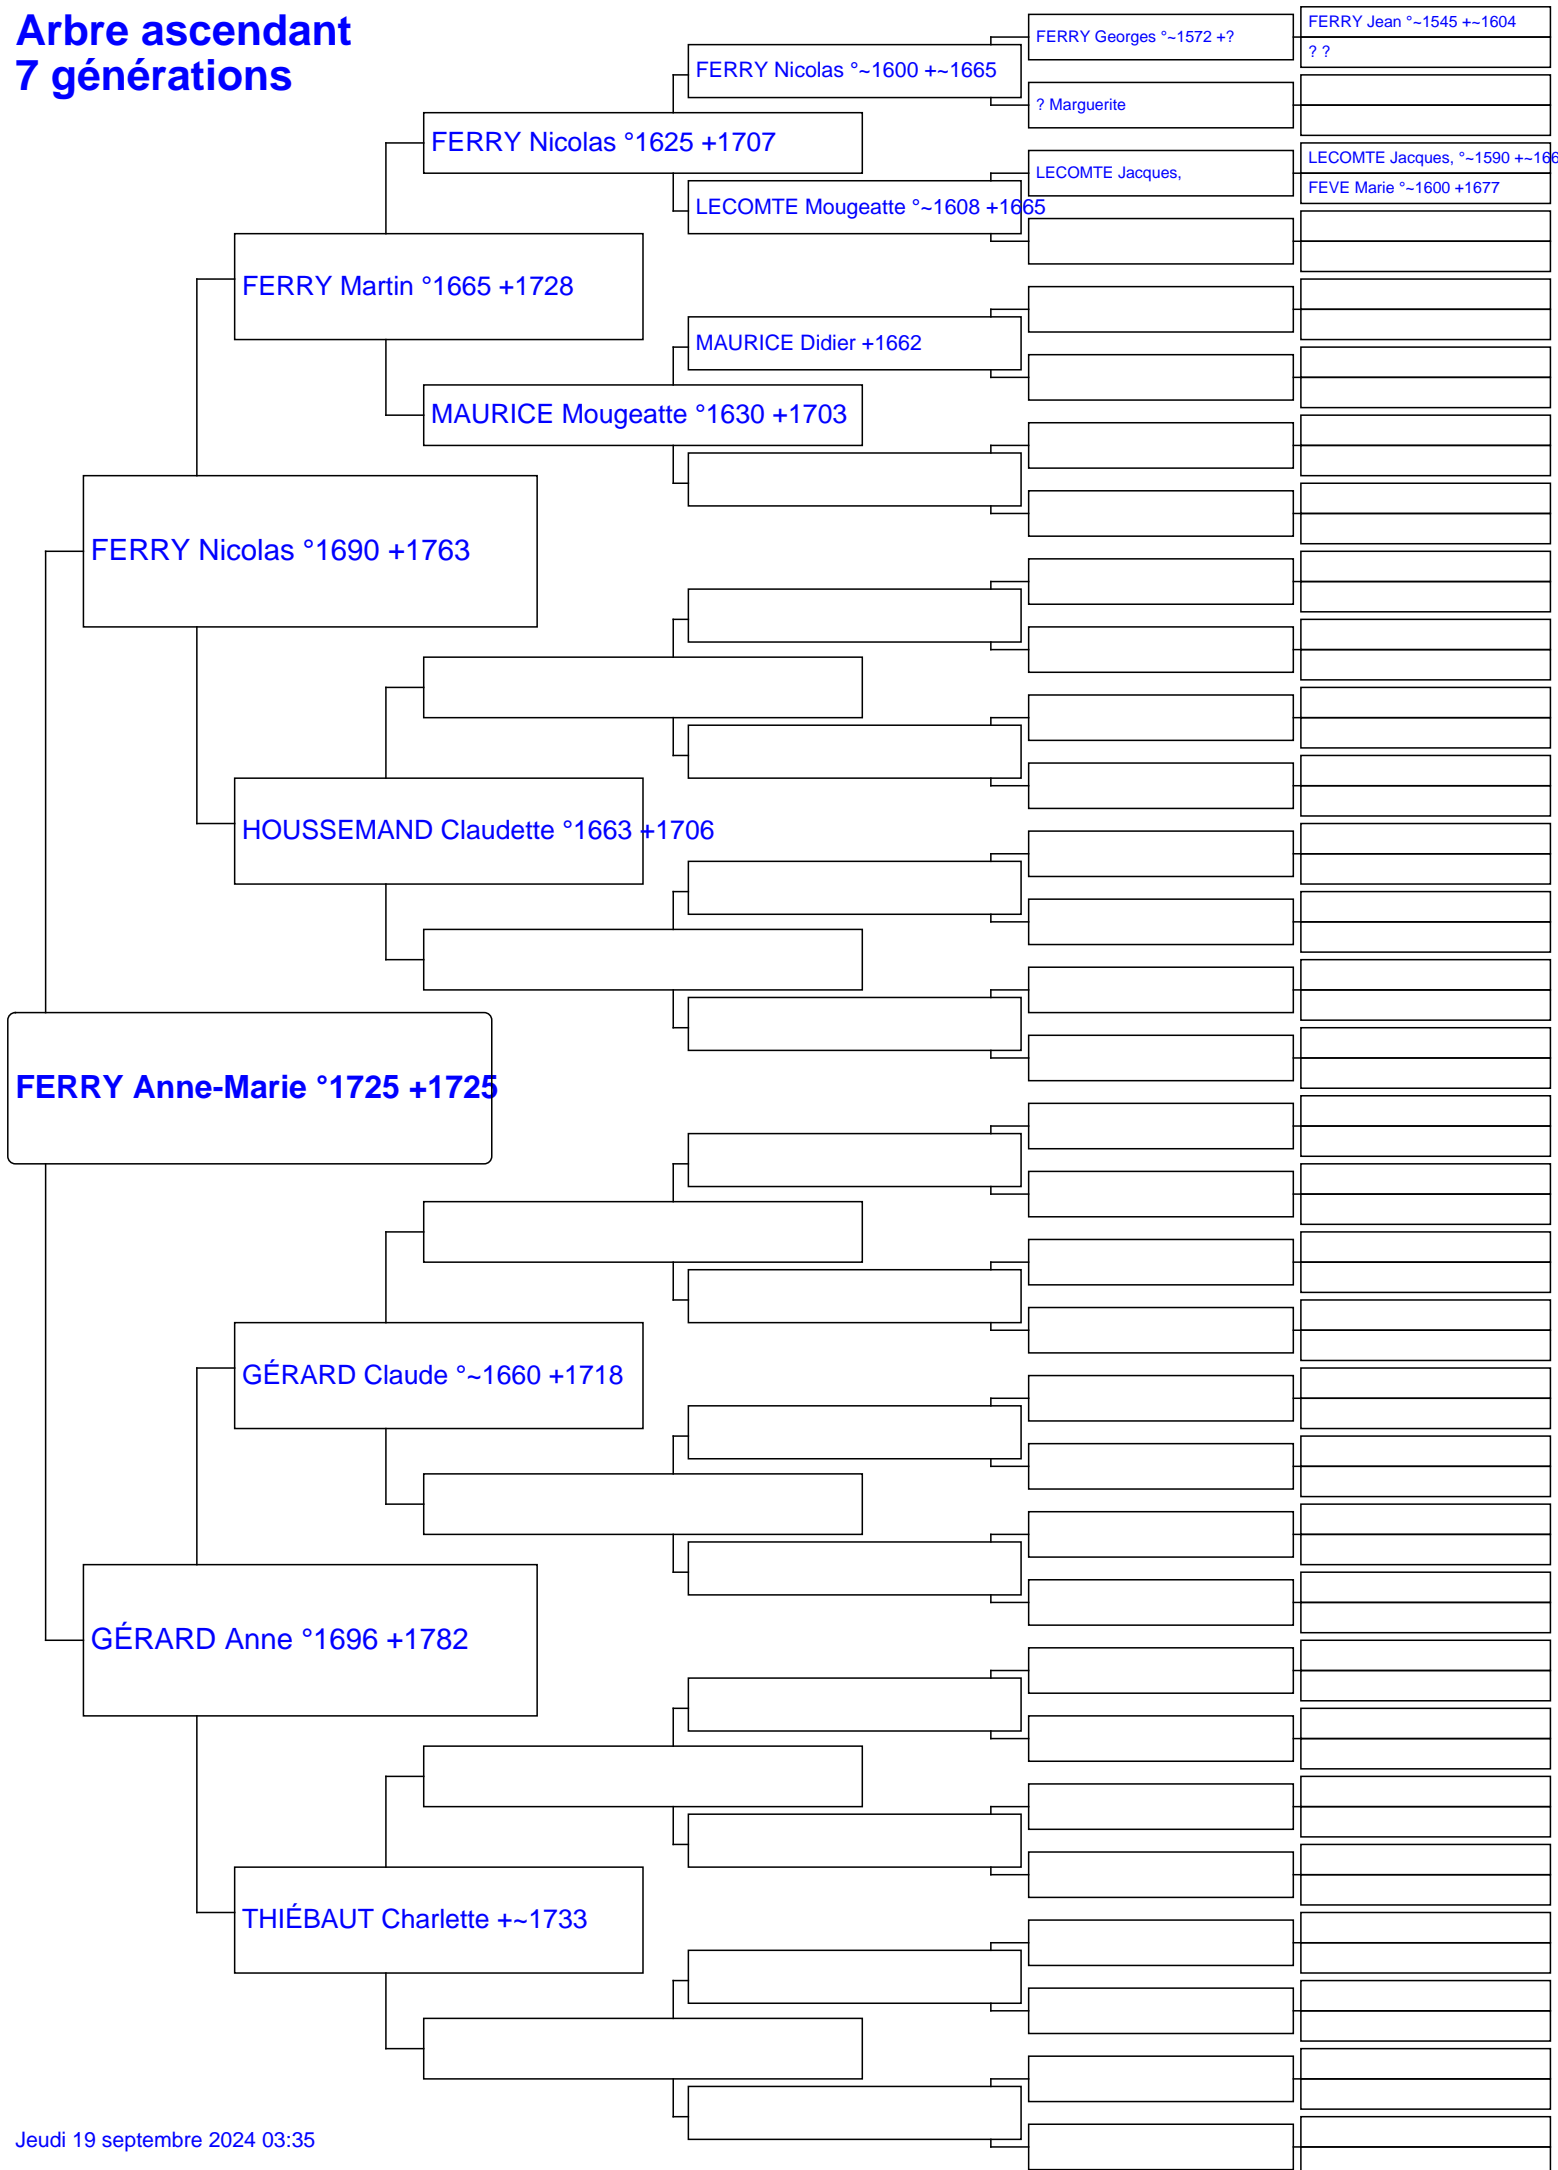 Arbre ascendant
7 générations
FERRY Jean °~1545 +~1604
FERRY Georges °~1572 +?
? ?
FERRY Nicolas °~1600 +~1665
? Marguerite
FERRY Nicolas °1625 +1707
LECOMTE Jacques, °~1590 +~166
LECOMTE Jacques,
FEVE Marie °~1600 +1677
LECOMTE Mougeatte °~1608 +1665
FERRY Martin °1665 +1728
MAURICE Didier +1662
MAURICE Mougeatte °1630 +1703
FERRY Nicolas °1690 +1763
HOUSSEMAND Claudette °1663 +1706
FERRY Anne-Marie °1725 +1725
GÉRARD Claude °~1660 +1718
GÉRARD Anne °1696 +1782
THIÉBAUT Charlette +~1733
Jeudi 19 septembre 2024 03:35